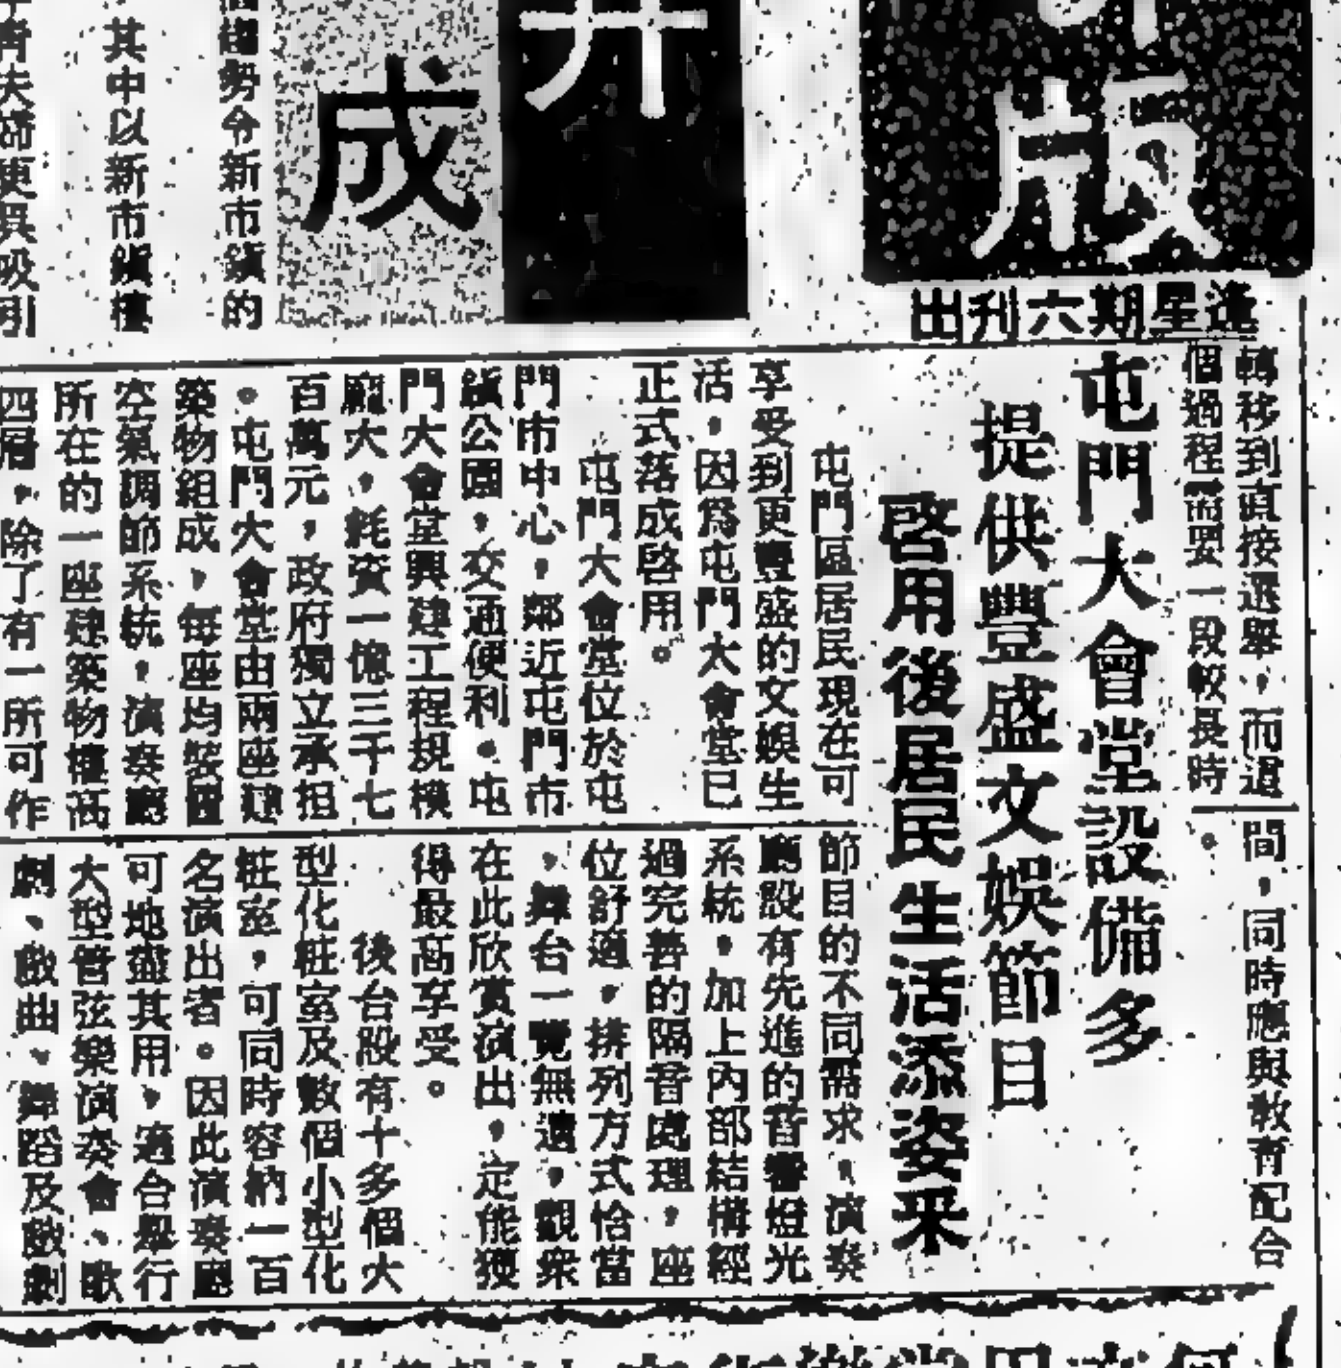 版
逢星期六刊出
升
成
勢令新市鎮的
其中以新市鎮樓
夫婦更具吸引
轉移到直接選舉，而這
個過程需要一段較長時
間，同時應與教育配合
。
屯門大會堂設備多
提供豐盛文娛節目
啓用後居民生活添姿采
屯門區居民現在可
享受到更豐盛的文娛生
活，因爲屯門大會堂已
正式落成啓用。
屯門大會堂位於屯
門市中心，鄰近屯門市
鎮公園，交通便利。屯
門大會堂興建工程規模
龐大，耗資一億三千七
百萬元，政府獨立承担
。屯門大會堂由兩座建
築物組成，每座均裝置
空氣調節系統，演奏廳
所在的一座建築物樓高
四層，除了有一所可作
節目的不同需求，演奏
廳設有先進的音響燈光
系統，加上內部結構經
過完善的隔音處理，座
位舒適，排列方式恰當
，舞台一覽無遺，觀衆
在此欣賞演出，定能獲
得最高享受。
後台設有十多個大
型化粧室及數個小型化
粧室，可同時容納一百
名演出者。因此演奏廳
可地盡其用，適合舉行
大型管弦樂演奏會、歌
劇、戲曲、舞蹈及戲劇